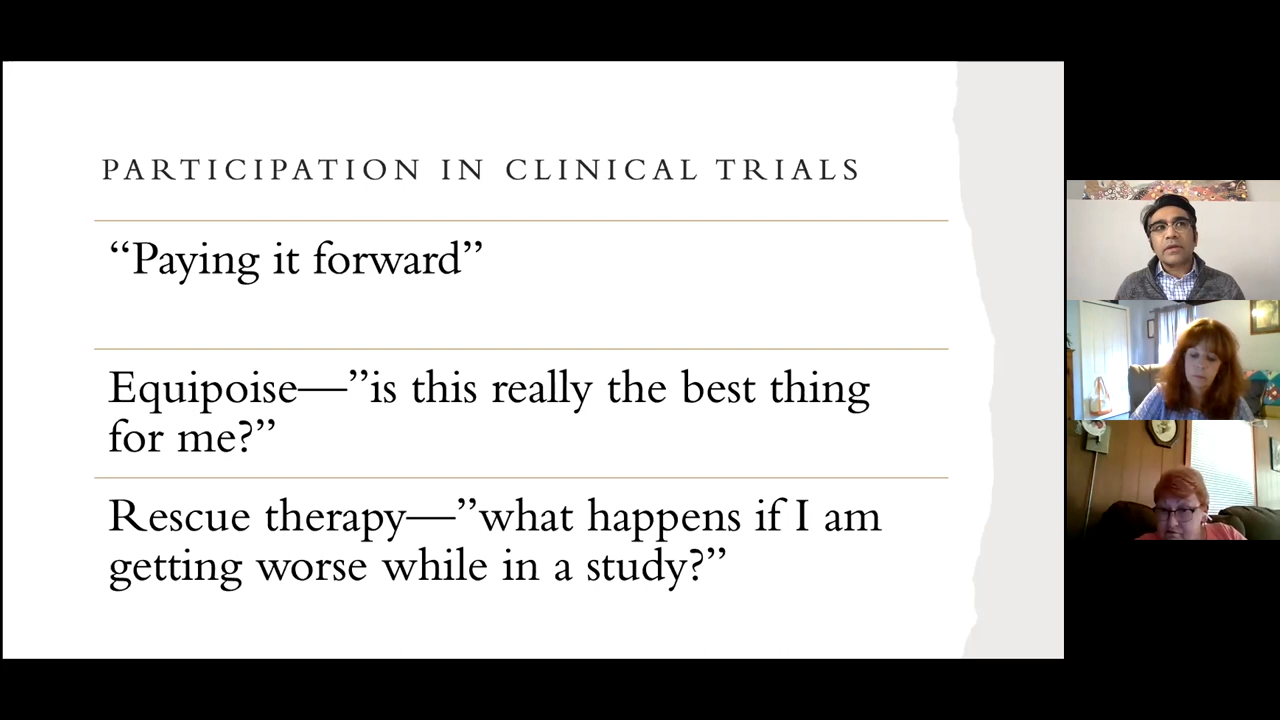 PARTICIPATION IN CLINICAL TRIALS
“Paying it forward”
Equipoise—”is this really the best thing
for me?”
Rescue therapy—”what happens if I am
getting worse while in a study?”